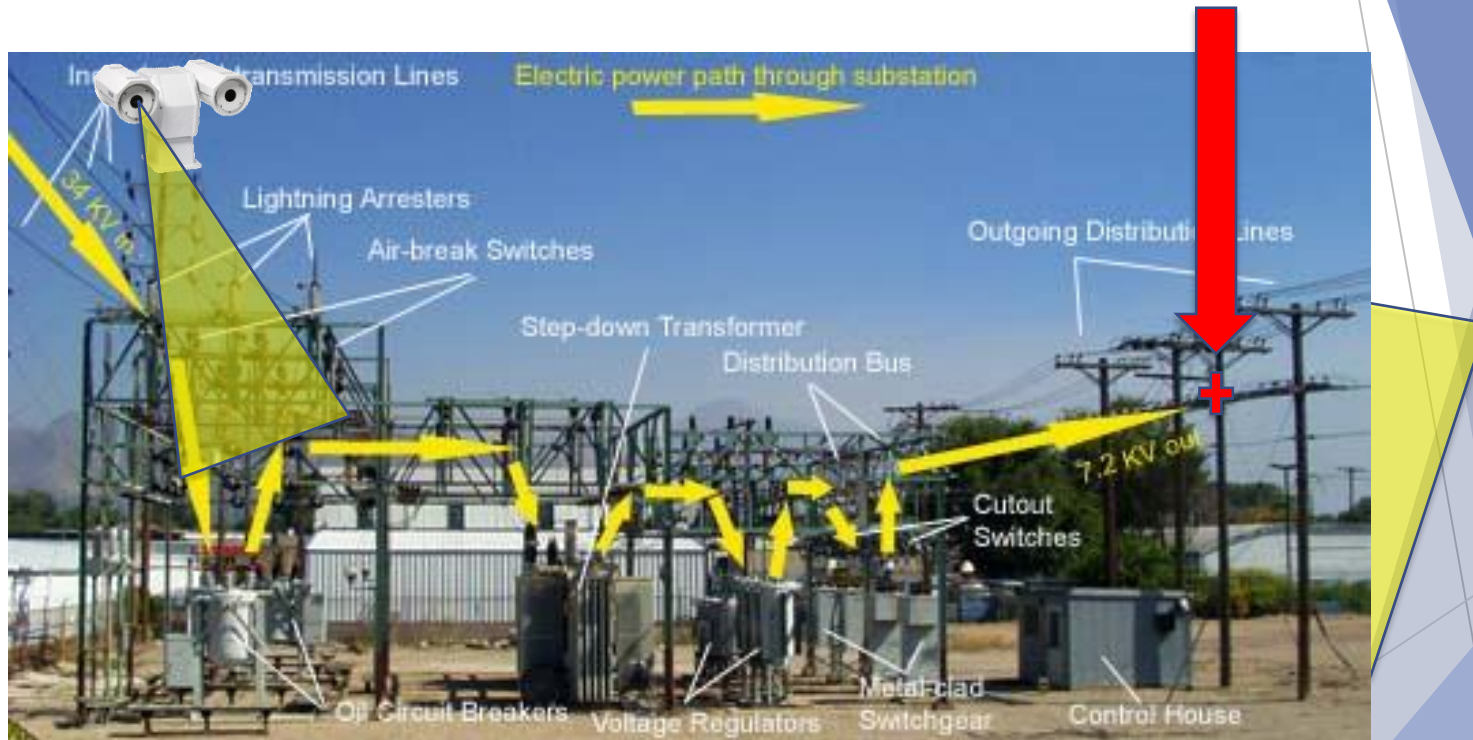 transmission Lines
Electric power path through substation
34 KV in
Lightning Arresters
Air-break Switches
Outgoing Distribution Lines
Step-down Transformer
Distribution Bus
7.2 KV out
Cutout
Switches
Oil Circuit Breakers
Voltage Regulators
Metal-clad
Switchgear
Control House